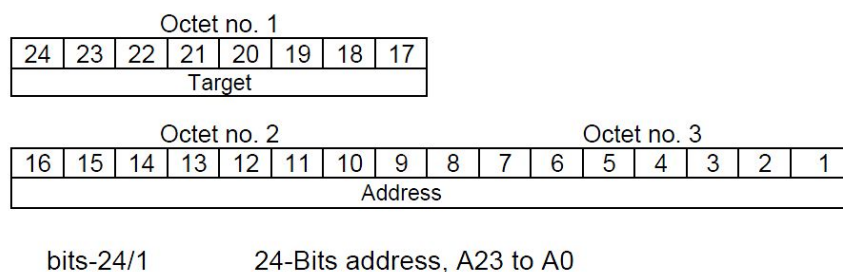 Octet no. 1
24 23 22 21 20 19 18 17
Target
Octet no. 2 Octet no. 3
16 15 14 13 12 11 10 9 8 7 6 5 4 3 2 1
Address
bits-24/1 24-Bits address, A23 to A0